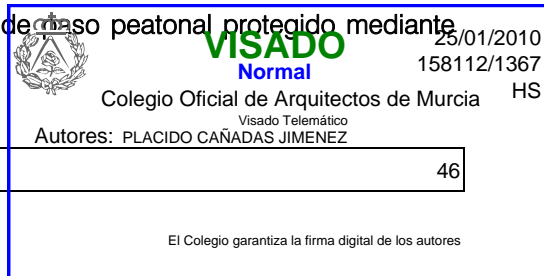 de paso peatonal protegido mediante
VISADO
25/01/2010
Normal
158112/1367
Colegio Oficial de Arquitectos de Murcia
HS
Visado Telemático
Autores: PLACIDO CAÑADAS JIMENEZ
46
El Colegio garantiza la firma digital de los autores